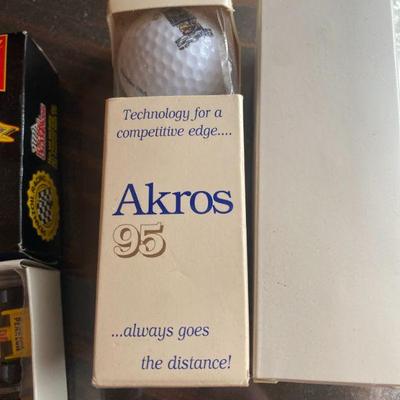 Technology for a
competitive edge....
Akros
95
...always goes
the distance!